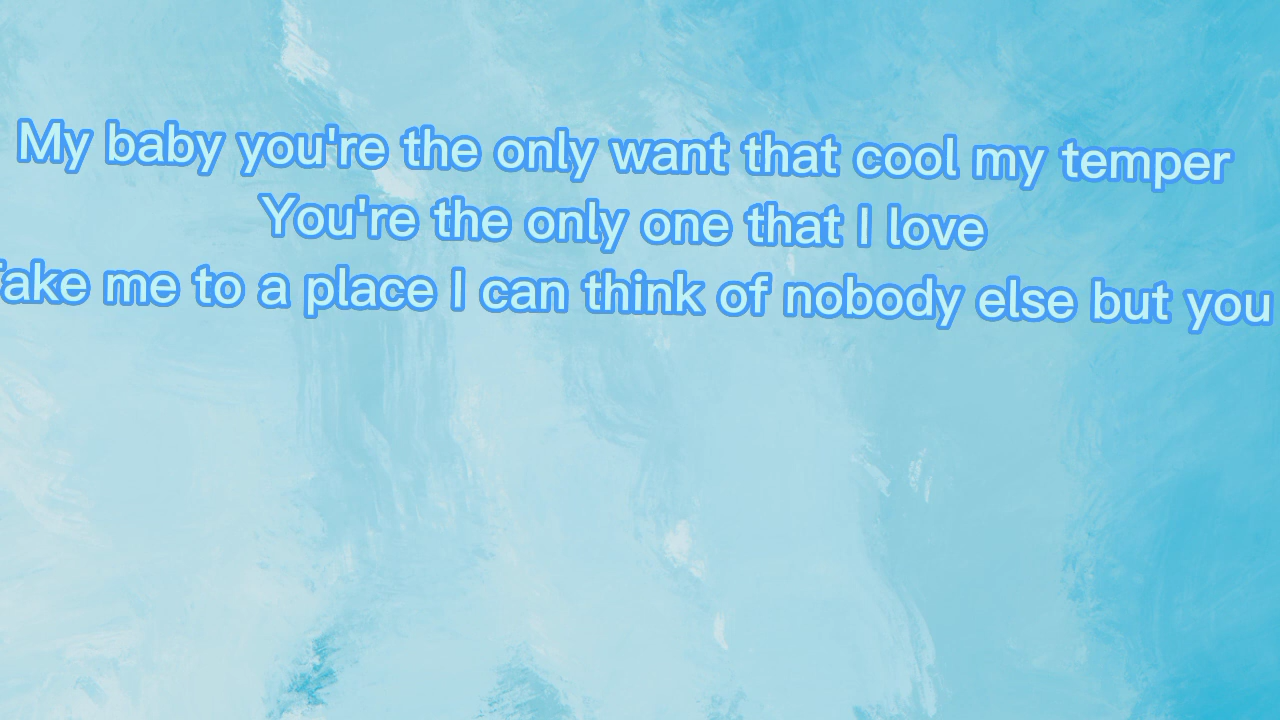 My baby you're the only want that cool my temper
You're the only one that I love
Take me to a place I can think of nobody else but you